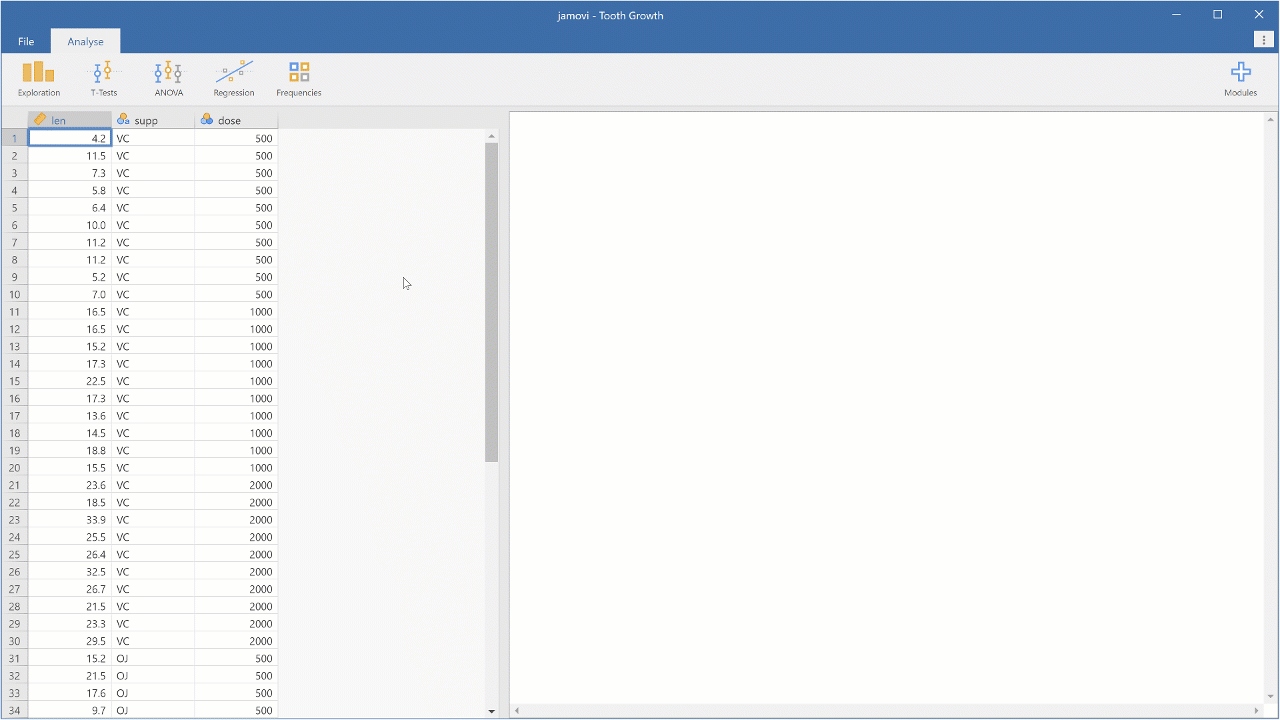 jamovi - Tooth Growth
File Analyse
Exploration T-Tests ANOVA Regression Frequencies Modules
len supp dose
1 4.2 VC 500
2 11.5 VC 500
3 7.3 VC 500
4 5.8 VC 500
5 6.4 VC 500
6 10.0 VC 500
7 11.2 VC 500
8 11.2 VC 500
9 5.2 VC 500
10 7.0 VC 500
11 16.5 VC 1000
12 16.5 VC 1000
13 15.2 VC 1000
14 17.3 VC 1000
15 22.5 VC 1000
16 17.3 VC 1000
17 13.6 VC 1000
18 14.5 VC 1000
19 18.8 VC 1000
20 15.5 VC 1000
21 23.6 VC 2000
22 18.5 VC 2000
23 33.9 VC 2000
24 25.5 VC 2000
25 26.4 VC 2000
26 32.5 VC 2000
27 26.7 VC 2000
28 21.5 VC 2000
29 23.3 VC 2000
30 29.5 VC 2000
31 15.2 OJ 500
32 21.5 OJ 500
33 17.6 OJ 500
34 9.7 OJ 500